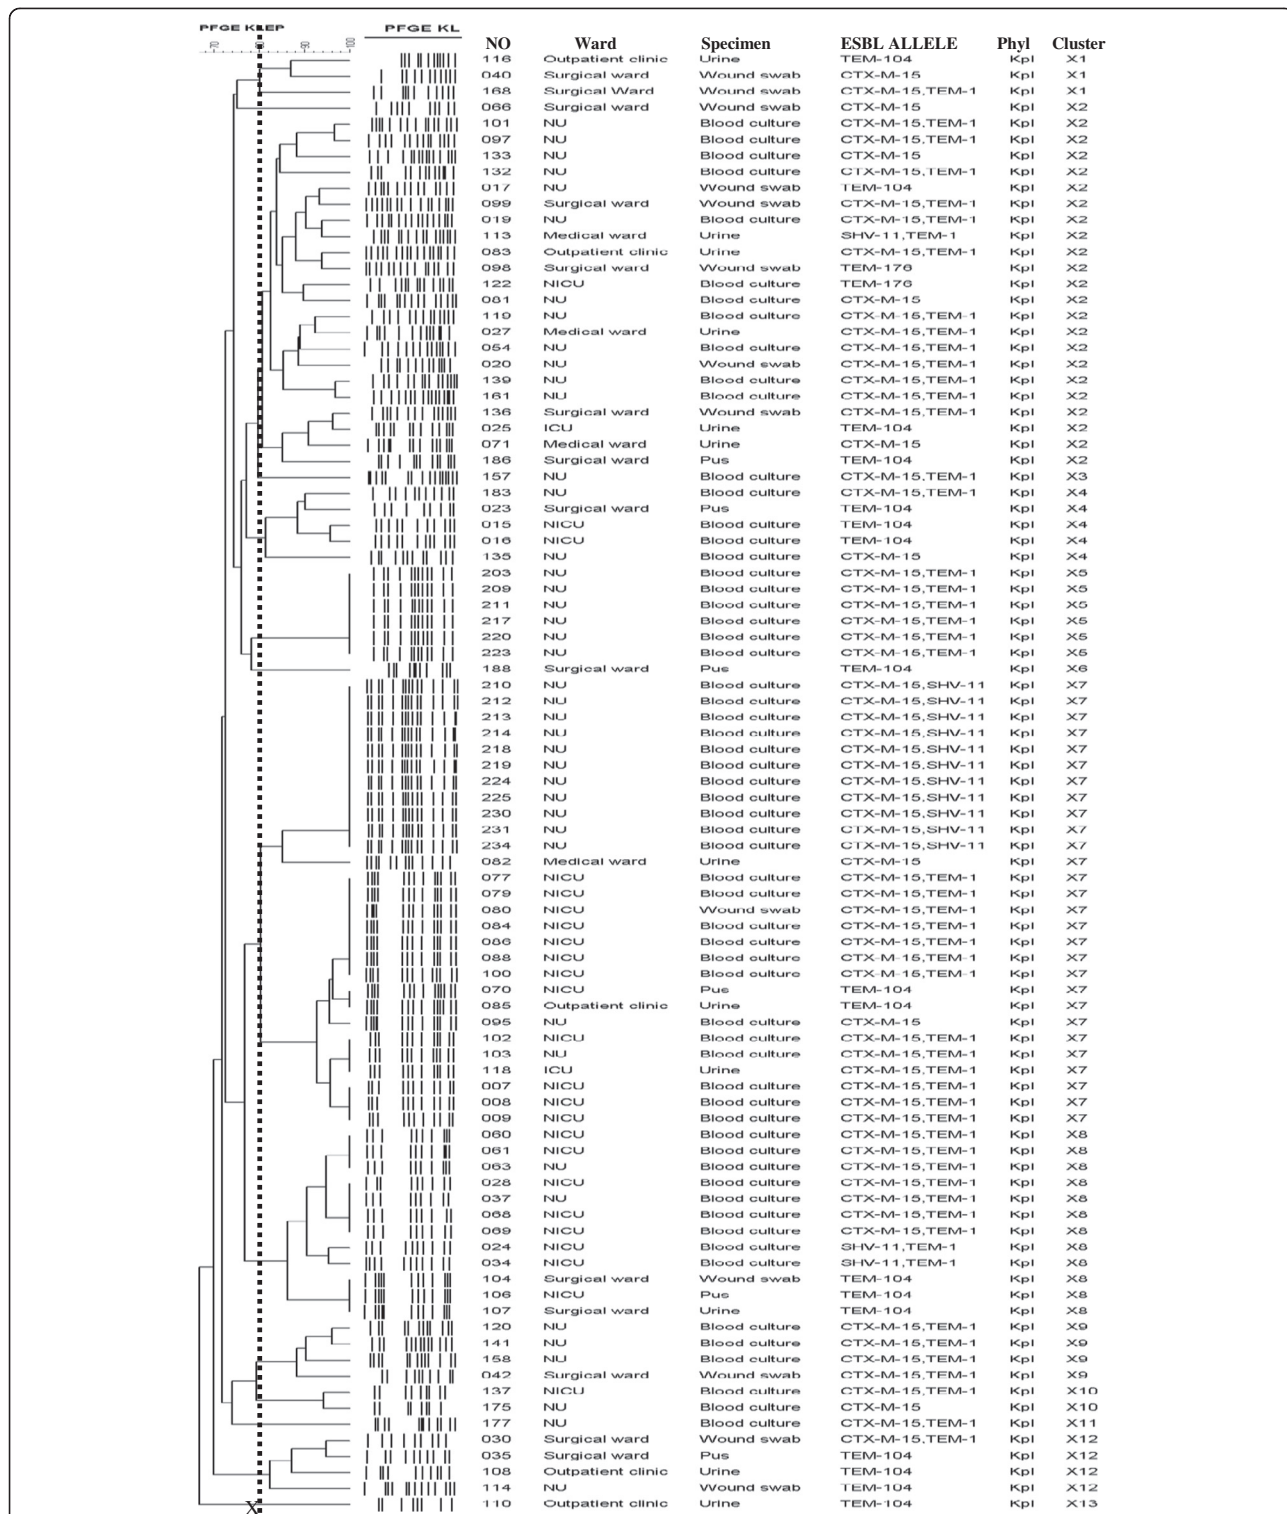 PFGE KLEP PFGE KL
70 80 90 100
NO Ward Specimen ESBL ALLELE Phyl Cluster
116 Outpatient clinic Urine TEM-104 Kpl X1
040 Surgical ward Wound swab CTX-M-15 Kpl X1
168 Surgical Ward Wound swab CTX-M-15,TEM-1 Kpl X1
066 Surgical ward Wound swab CTX-M-15 Kpl X2
101 NU Blood culture CTX-M-15,TEM-1 Kpl X2
097 NU Blood culture CTX-M-15,TEM-1 Kpl X2
133 NU Blood culture CTX-M-15 Kpl X2
132 NU Blood culture CTX-M-15,TEM-1 Kpl X2
017 NU Wound swab TEM-104 Kpl X2
099 Surgical ward Wound swab CTX-M-15,TEM-1 Kpl X2
019 NU Blood culture CTX-M-15,TEM-1 Kpl X2
113 Medical ward Urine SHV-11,TEM-1 Kpl X2
083 Outpatient clinic Urine CTX-M-15,TEM-1 Kpl X2
098 Surgical ward Wound swab TEM-176 Kpl X2
122 NICU Blood culture TEM-176 Kpl X2
081 NU Blood culture CTX-M-15 Kpl X2
119 NU Blood culture CTX-M-15,TEM-1 Kpl X2
027 Medical ward Urine CTX-M-15,TEM-1 Kpl X2
054 NU Blood culture CTX-M-15,TEM-1 Kpl X2
020 NU Wound swab CTX-M-15,TEM-1 Kpl X2
139 NU Blood culture CTX-M-15,TEM-1 Kpl X2
161 NU Blood culture CTX-M-15,TEM-1 Kpl X2
136 Surgical ward Wound swab CTX-M-15,TEM-1 Kpl X2
025 ICU Urine TEM-104 Kpl X2
071 Medical ward Urine CTX-M-15 Kpl X2
186 Surgical ward Pus TEM-104 Kpl X2
157 NU Blood culture CTX-M-15,TEM-1 Kpl X3
183 NU Blood culture CTX-M-15,TEM-1 Kpl X4
023 Surgical ward Pus TEM-104 Kpl X4
015 NICU Blood culture TEM-104 Kpl X4
016 NICU Blood culture TEM-104 Kpl X4
135 NU Blood culture CTX-M-15 Kpl X4
203 NU Blood culture CTX-M-15,TEM-1 Kpl X5
209 NU Blood culture CTX-M-15,TEM-1 Kpl X5
211 NU Blood culture CTX-M-15,TEM-1 Kpl X5
217 NU Blood culture CTX-M-15,TEM-1 Kpl X5
220 NU Blood culture CTX-M-15,TEM-1 Kpl X5
223 NU Blood culture CTX-M-15,TEM-1 Kpl X5
188 Surgical ward Pus TEM-104 Kpl X6
210 NU Blood culture CTX-M-15,SHV-11 Kpl X7
212 NU Blood culture CTX-M-15,SHV-11 Kpl X7
213 NU Blood culture CTX-M-15,SHV-11 Kpl X7
214 NU Blood culture CTX-M-15,SHV-11 Kpl X7
218 NU Blood culture CTX-M-15,SHV-11 Kpl X7
219 NU Blood culture CTX-M-15,SHV-11 Kpl X7
224 NU Blood culture CTX-M-15,SHV-11 Kpl X7
225 NU Blood culture CTX-M-15,SHV-11 Kpl X7
230 NU Blood culture CTX-M-15,SHV-11 Kpl X7
231 NU Blood culture CTX-M-15,SHV-11 Kpl X7
234 NU Blood culture CTX-M-15,SHV-11 Kpl X7
082 Medical ward Urine CTX-M-15 Kpl X7
077 NICU Blood culture CTX-M-15,TEM-1 Kpl X7
079 NICU Blood culture CTX-M-15,TEM-1 Kpl X7
080 NICU Wound swab CTX-M-15,TEM-1 Kpl X7
084 NICU Blood culture CTX-M-15,TEM-1 Kpl X7
086 NICU Blood culture CTX-M-15,TEM-1 Kpl X7
088 NICU Blood culture CTX-M-15,TEM-1 Kpl X7
100 NICU Blood culture CTX-M-15,TEM-1 Kpl X7
070 NICU Pus TEM-104 Kpl X7
085 Outpatient clinic Urine TEM-104 Kpl X7
095 NU Blood culture CTX-M-15 Kpl X7
102 NICU Blood culture CTX-M-15,TEM-1 Kpl X7
103 NU Blood culture CTX-M-15,TEM-1 Kpl X7
118 ICU Urine CTX-M-15,TEM-1 Kpl X7
007 NICU Blood culture CTX-M-15,TEM-1 Kpl X7
008 NICU Blood culture CTX-M-15,TEM-1 Kpl X7
009 NICU Blood culture CTX-M-15,TEM-1 Kpl X7
060 NICU Blood culture CTX-M-15,TEM-1 Kpl X8
061 NICU Blood culture CTX-M-15,TEM-1 Kpl X8
063 NU Blood culture CTX-M-15,TEM-1 Kpl X8
028 NICU Blood culture CTX-M-15,TEM-1 Kpl X8
037 NU Blood culture CTX-M-15,TEM-1 Kpl X8
068 NICU Blood culture CTX-M-15,TEM-1 Kpl X8
069 NICU Blood culture CTX-M-15,TEM-1 Kpl X8
024 NICU Blood culture SHV-11,TEM-1 Kpl X8
034 NICU Blood culture SHV-11,TEM-1 Kpl X8
104 Surgical ward Wound swab TEM-104 Kpl X8
106 NICU Pus TEM-104 Kpl X8
107 Surgical ward Urine TEM-104 Kpl X8
120 NU Blood culture CTX-M-15,TEM-1 Kpl X9
141 NU Blood culture CTX-M-15,TEM-1 Kpl X9
158 NU Blood culture CTX-M-15,TEM-1 Kpl X9
042 Surgical ward Wound swab CTX-M-15,TEM-1 Kpl X9
137 NICU Blood culture CTX-M-15,TEM-1 Kpl X10
175 NU Blood culture CTX-M-15 Kpl X10
177 NU Blood culture CTX-M-15,TEM-1 Kpl X11
030 Surgical ward Wound swab CTX-M-15,TEM-1 Kpl X12
035 Surgical ward Pus TEM-104 Kpl X12
108 Outpatient clinic Urine TEM-104 Kpl X12
114 NU Wound swab TEM-104 Kpl X12
X 110 Outpatient clinic Urine TEM-104 Kpl X13